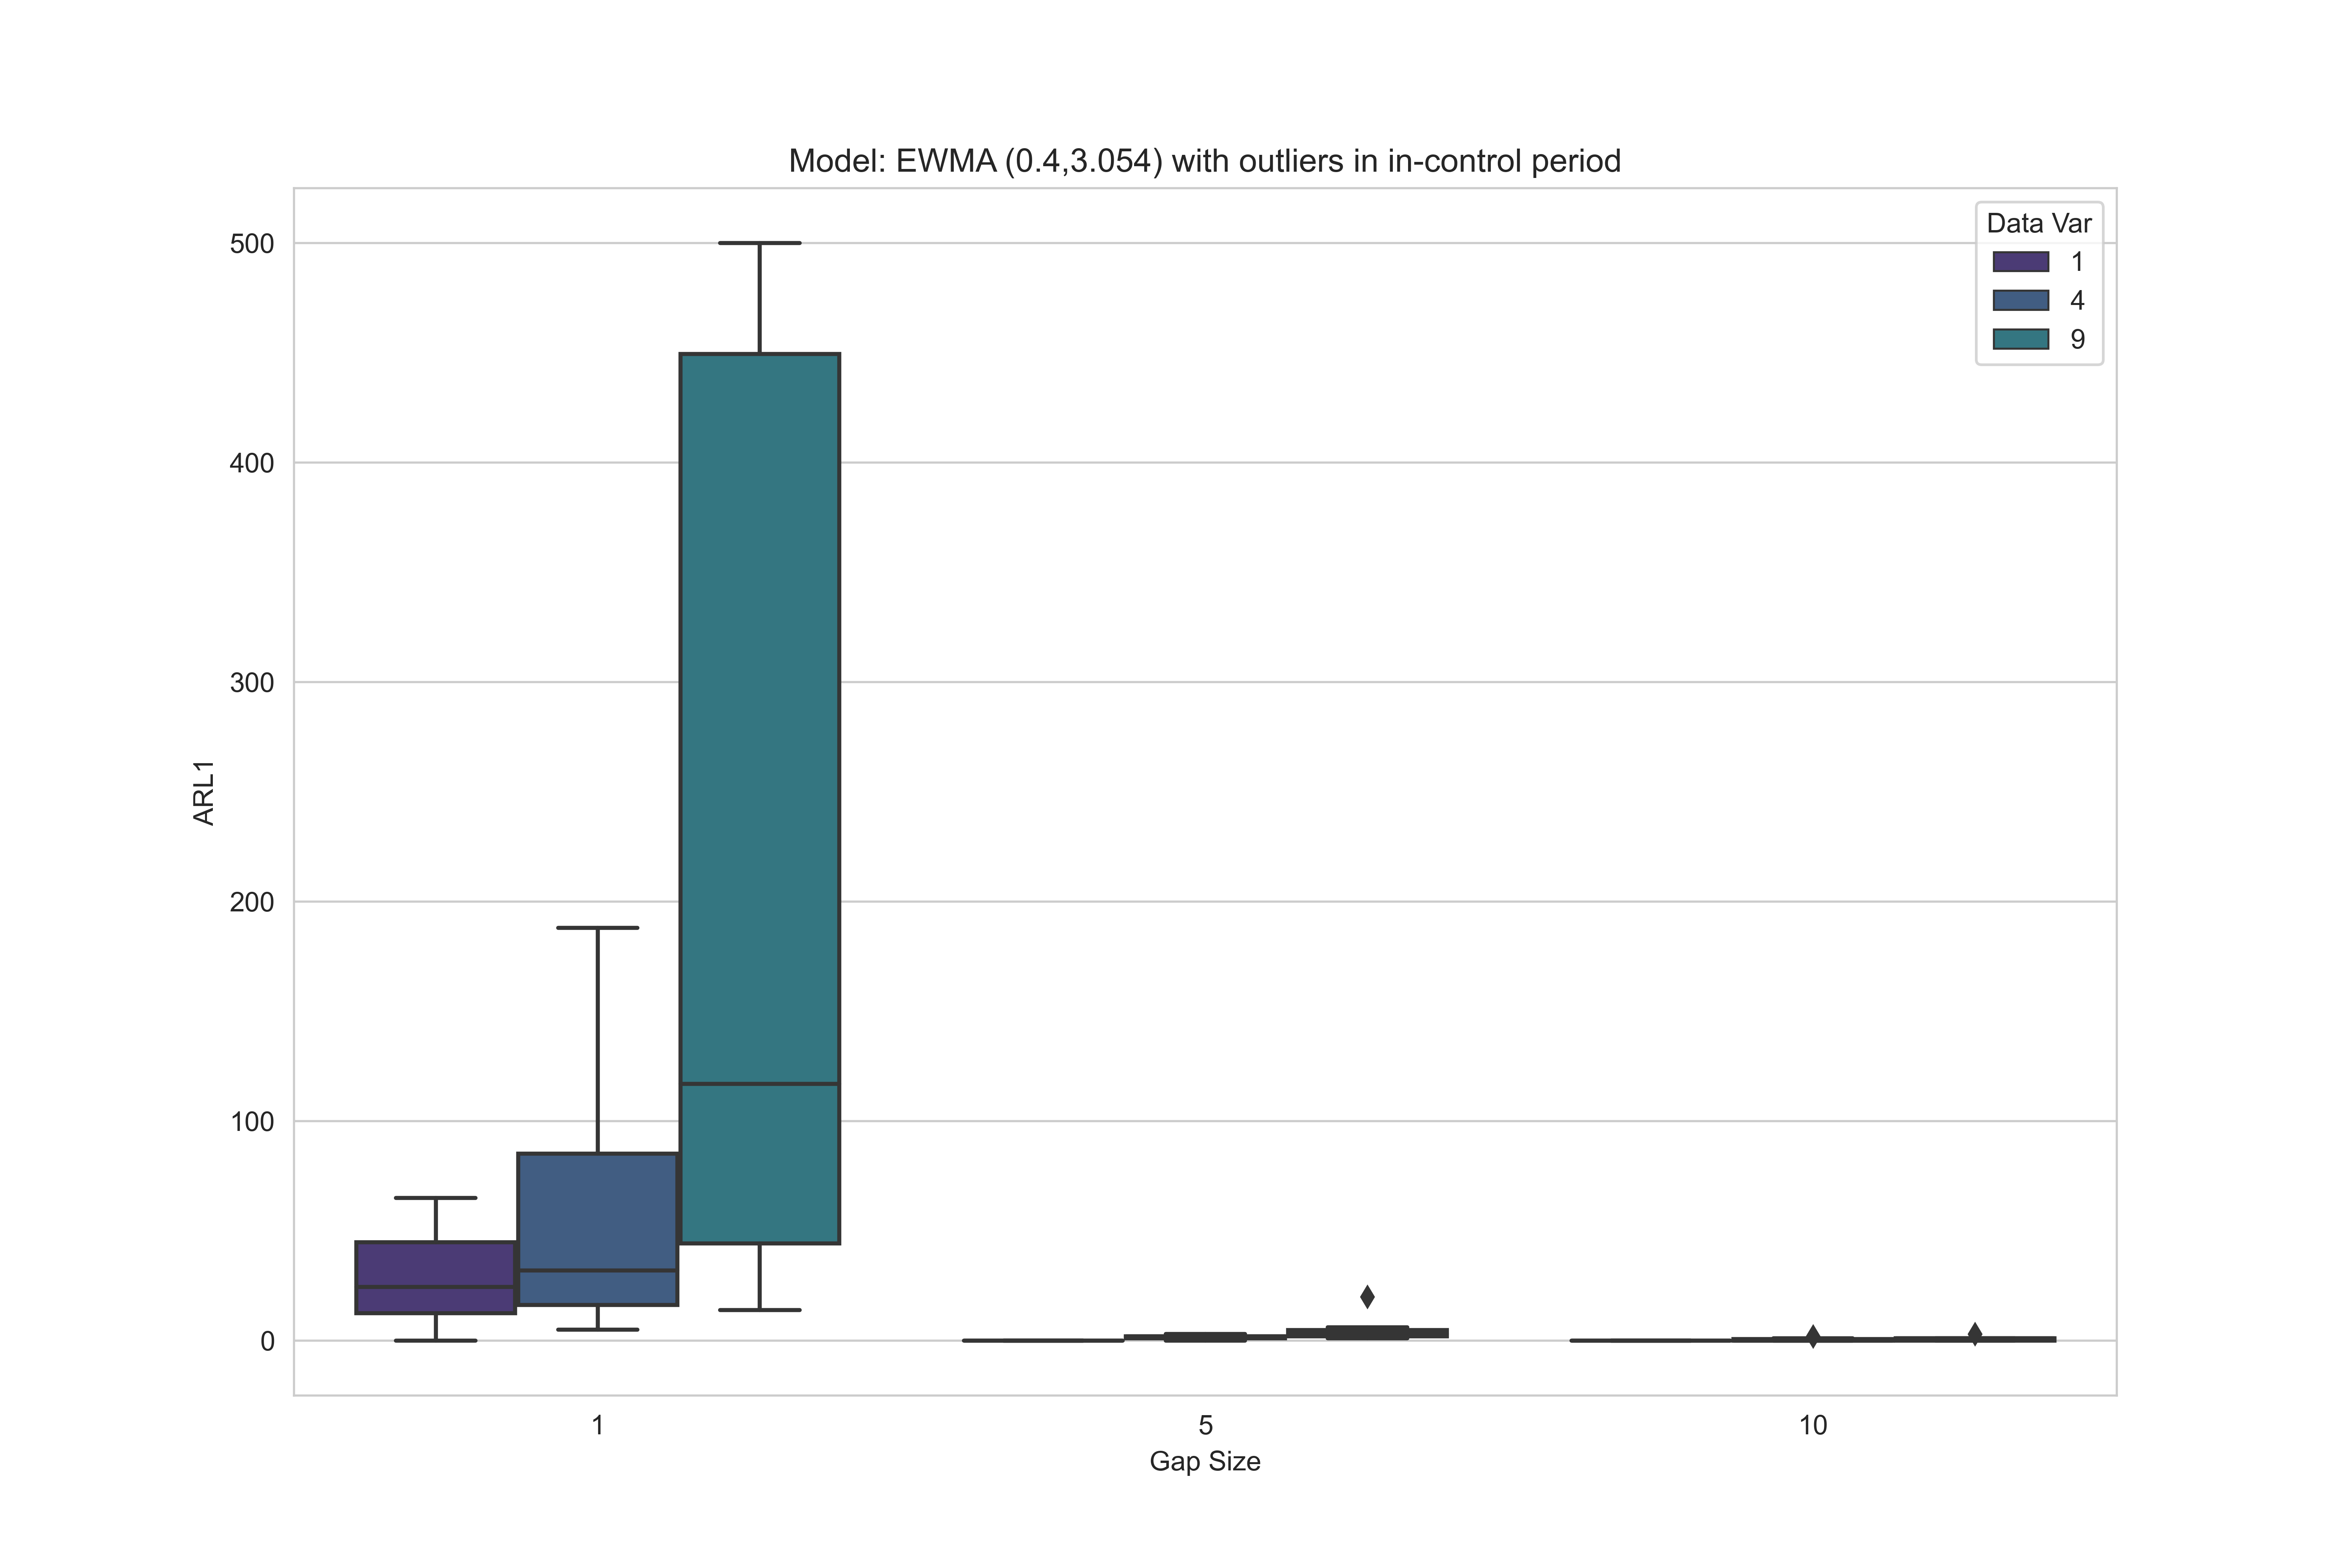 Model: EWMA (0.4,3.054) with outliers in in-control period
Data Var
1
4
9
500
400
300
200
100
0
ARL1
1 5 10
Gap Size